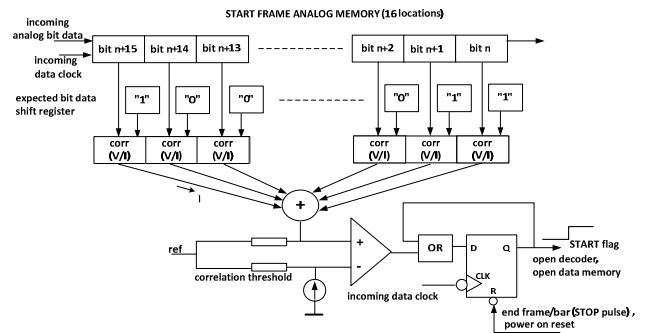 START FRAME ANALOG MEMORY (16 locations)
incoming
analog bit data
bit n+15 bit n+14 bit n+13 bit n+2 bit n+1 bit n
incoming
data clock
expected bit data
shift register
"1" "0" "0" "0" "1" "1"
corr corr corr corr corr corr
(V/I) (V/I) (V/I) (V/I) (V/I) (V/I)
I
+
ref
+
-
correlation threshold
OR
D Q
CLK
R
START flag
open decoder,
open data memory
incoming data clock
end frame/bar (STOP pulse) ,
power on reset